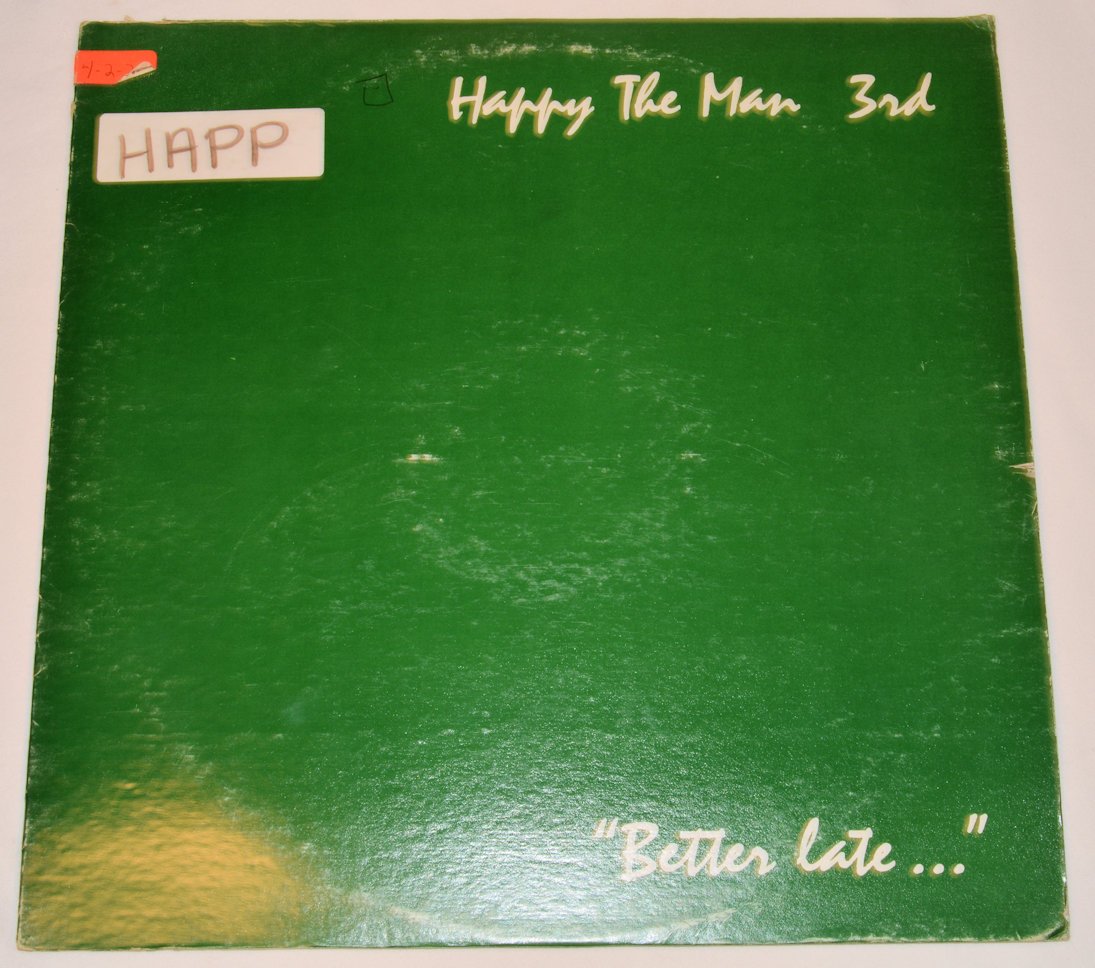 Happy The Man 3rd
HAPP
"Better late..."